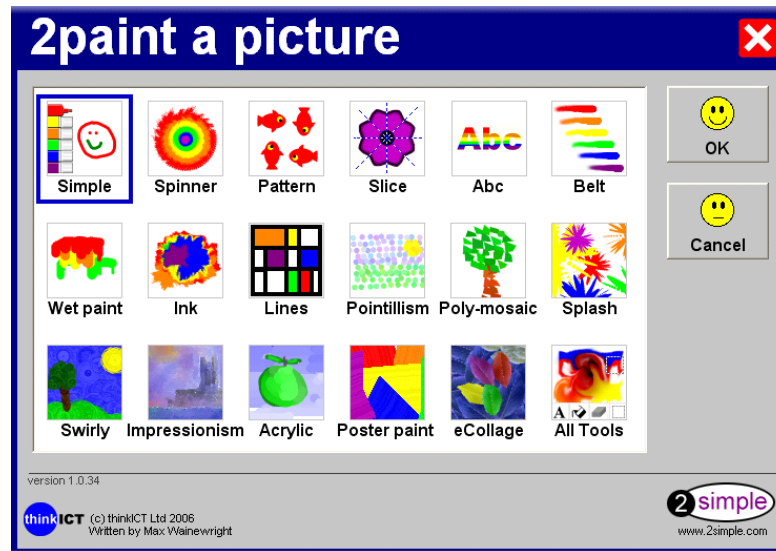 2paint a picture
Simple
Spinner
Pattern
Slice
Abc
Abc
Belt
OK
Wet paint
Ink
Lines
Pointillism
Poly-mosaic
Splash
Cancel
Swirly
Impressionism
Acrylic
Poster paint
eCollage
A
All Tools
version 1.0.34
thinkICT
(c) thinkICT Ltd 2006
Written by Max Wainewright
2simple
www.2simple.com